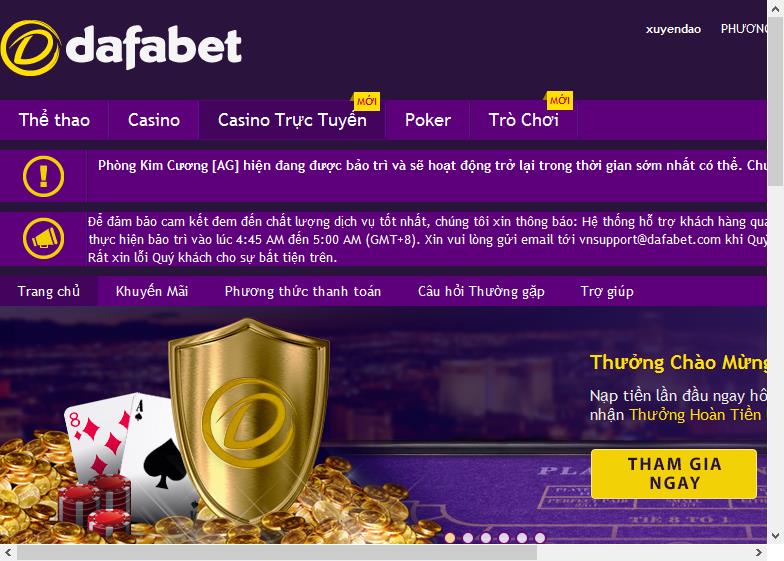 dafabet
xuyendao
MỚI
MỚI
Thể thao Casino Casino Trực Tuyến Poker Trò Chơi
Phòng Kim Cương [AG] hiện đang được bảo trì và sẽ hoạt động trở lại trong thời gian sớm nhất có thể.
Để đảm bảo cam kết đem đến chất lượng dịch vụ tốt nhất, chúng tôi xin thông báo: Hệ thống hỗ trợ khách hàng
thực hiện bảo trì vào lúc 4:45 AM đến 5:00 AM (GMT+8). Xin vui lòng gửi email tới vnsupport@dafabet.com khi
Rất xin lỗi Quý khách cho sự bất tiện trên.
Trang chủ Khuyến Mãi Phương thức thanh toán Câu hỏi Thường gặp Trợ giúp
Thưởng Chào Mừng
Nạp tiền lần đầu ngay
nhận Thưởng Hoàn Tiền
8
A
THAM GIA
NGAY
TIE 8 TO 1